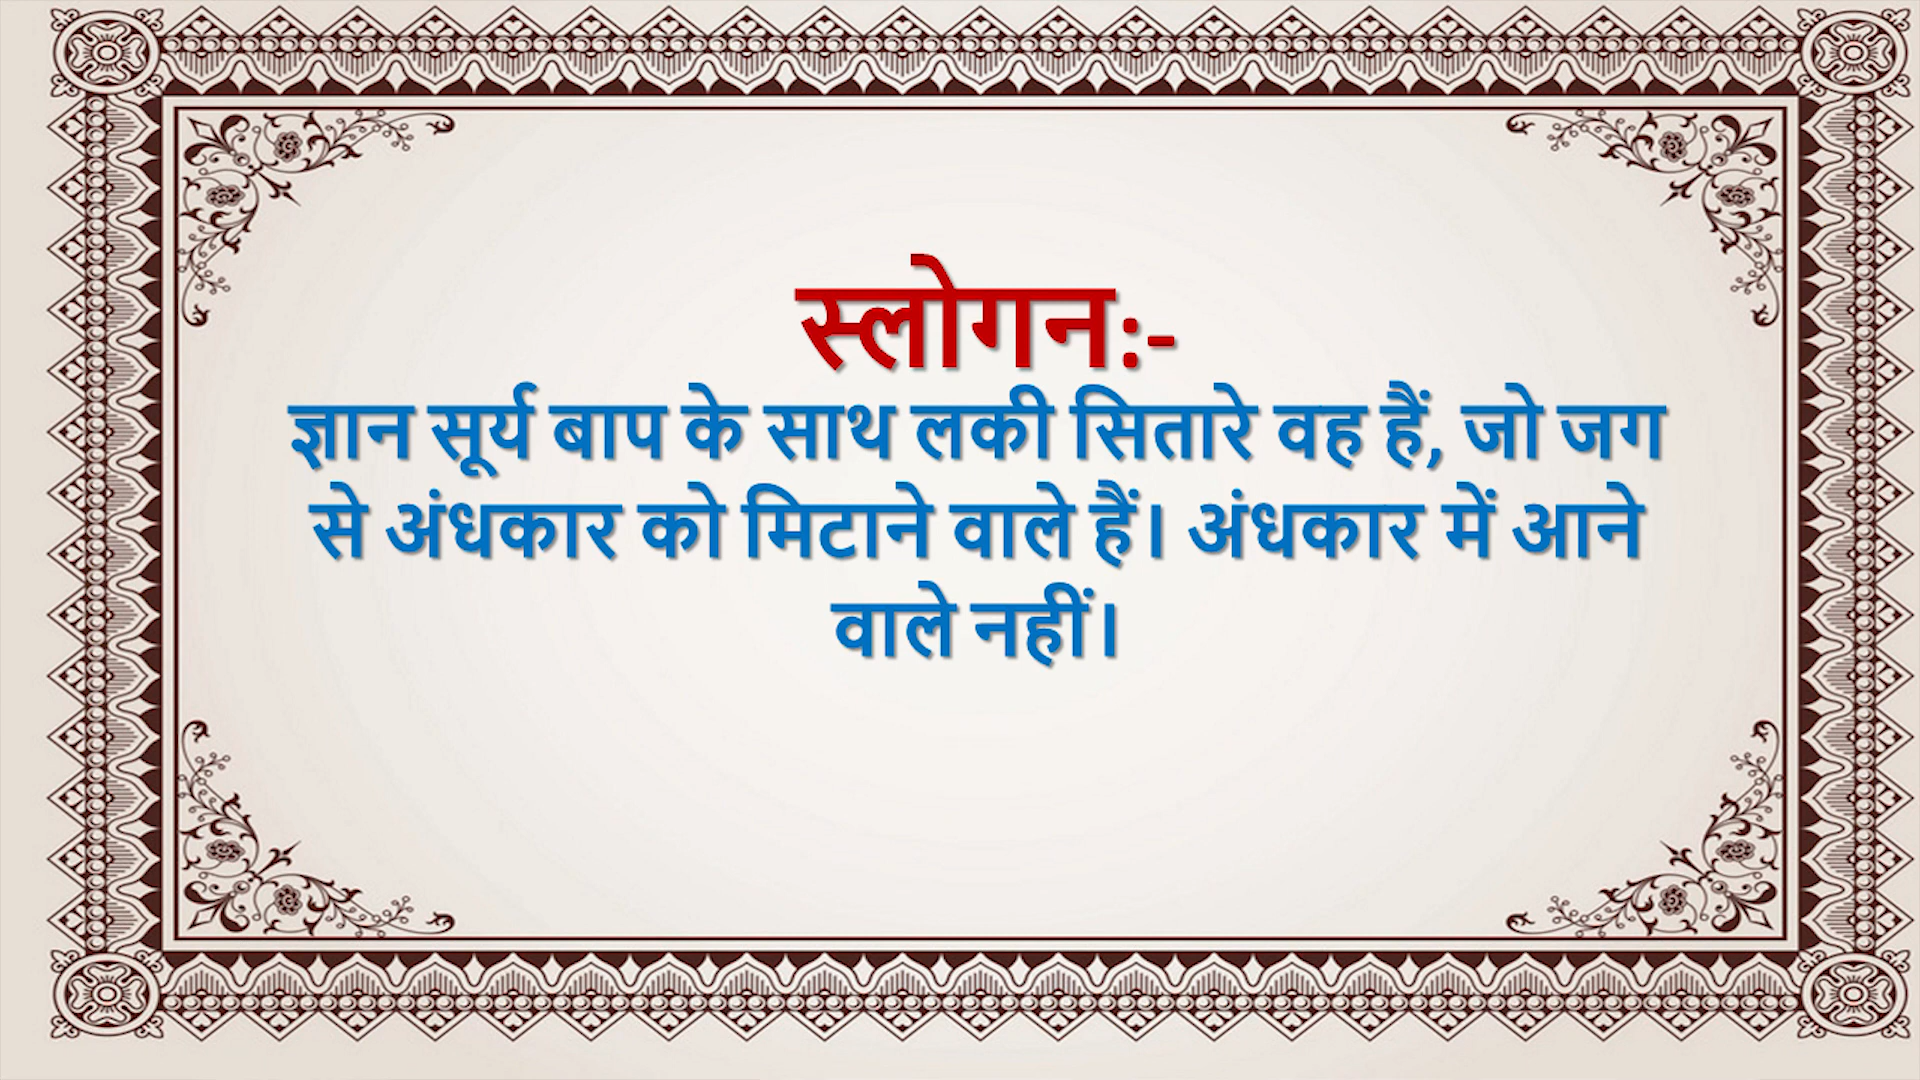 स्लोगन:-
ज्ञान सूर्य बाप के साथ लकी सितारे वह हैं, जो जग
से अंधकार को मिटाने वाले हैं। अंधकार में आने
वाले नहीं।